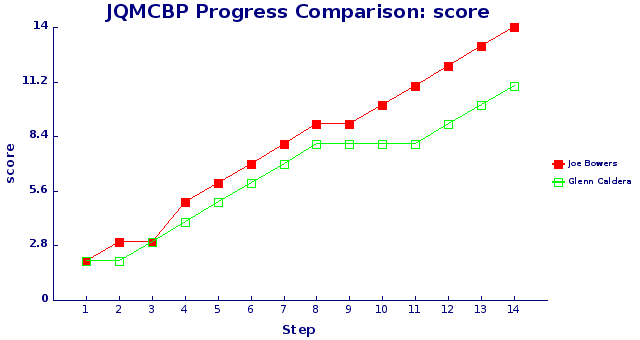 JQMCBP Progress Comparison: score
14
11.2
8.4
5.6
2.8
0
score
1 2 3 4 5 6 7 8 9 10 11 12 13 14
Step
Joe Bowers
Glenn Caldera